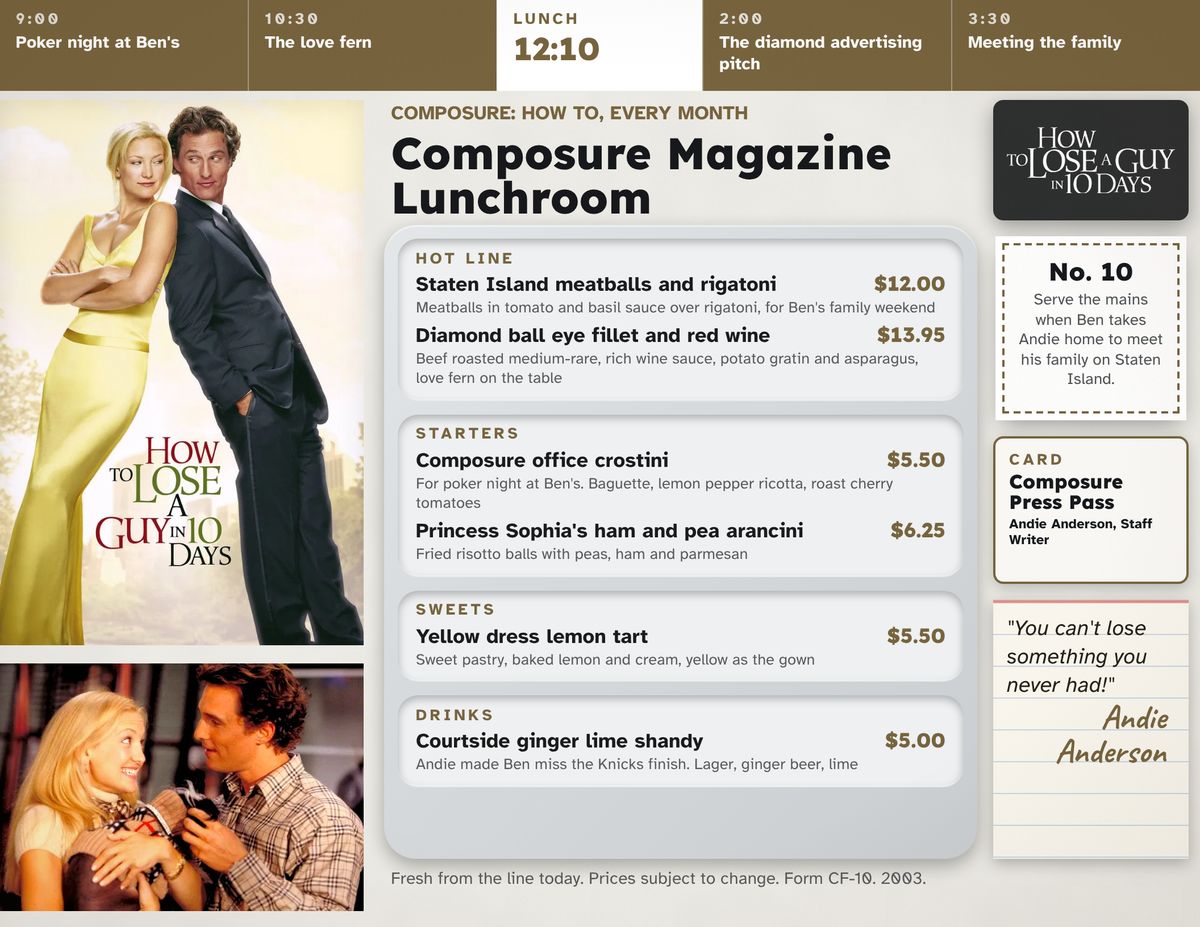 9:00
Poker night at Ben's
10:30
The love fern
LUNCH
12:10
2:00
The diamond advertising
pitch
3:30
Meeting the family
HOW
TO LOSE
A
GUY IN 10
DAYS
COMPOSURE: HOW TO, EVERY MONTH
Composure Magazine
Lunchroom
HOT LINE
Staten Island meatballs and rigatoni $12.00
Meatballs in tomato and basil sauce over rigatoni, for Ben's family weekend
Diamond ball eye fillet and red wine $13.95
Beef roasted medium-rare, rich wine sauce, potato gratin and asparagus,
love fern on the table
STARTERS
Composure office crostini $5.50
For poker night at Ben's. Baguette, lemon pepper ricotta, roast cherry
tomatoes
Princess Sophia's ham and pea arancini $6.25
Fried risotto balls with peas, ham and parmesan
SWEETS
Yellow dress lemon tart $5.50
Sweet pastry, baked lemon and cream, yellow as the gown
DRINKS
Courtside ginger lime shandy $5.00
Andie made Ben miss the Knicks finish. Lager, ginger beer, lime
Fresh from the line today. Prices subject to change. Form CF-10. 2003.
HOW
TO LOSE A GUY
IN 10 DAYS
No. 10
Serve the mains
when Ben takes
Andie home to meet
his family on Staten
Island.
CARD
Composure
Press Pass
Andie Anderson, Staff
Writer
"You can't lose
something you
never had!"
Andie
Anderson